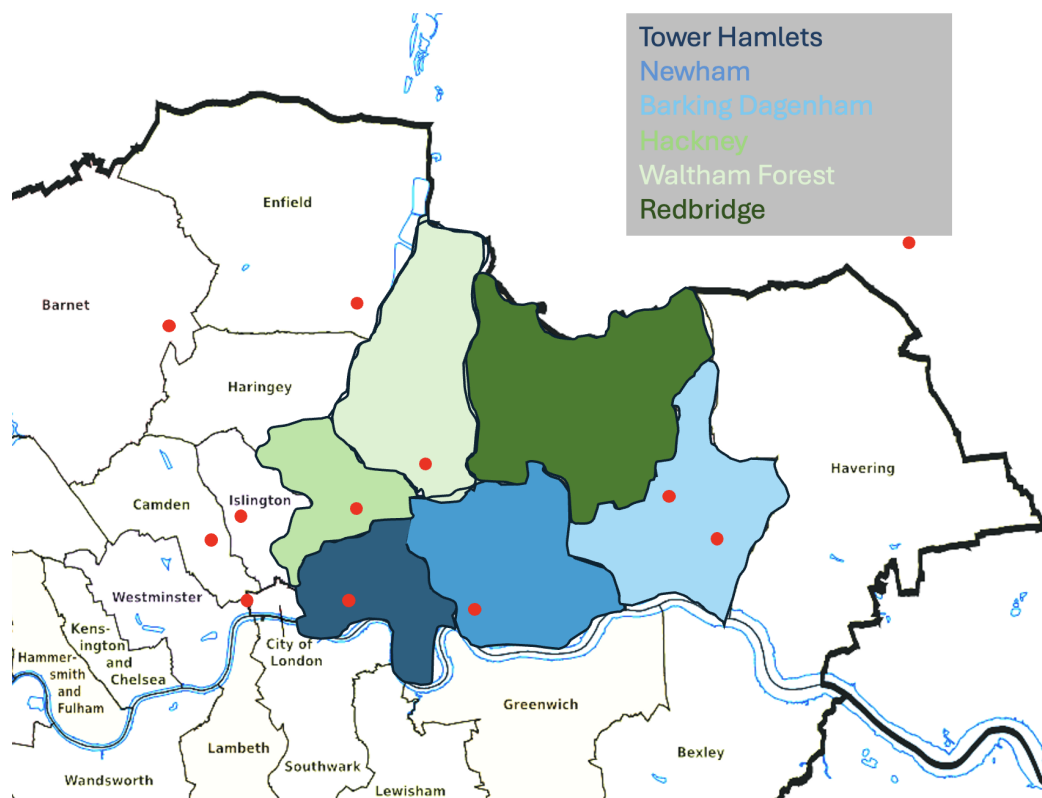 Tower Hamlets
Newham
Barking Dagenham
Hackney
Waltham Forest
Redbridge
Enfield
Barnet
Haringey
Havering
Camden
Islington
Westminster
Kens-
ington
and
Chelsea
City of
London
Hammer-
smith
and
Fulham
Greenwich
Lambeth
Southwark
Bexley
Wandsworth
Lewisham